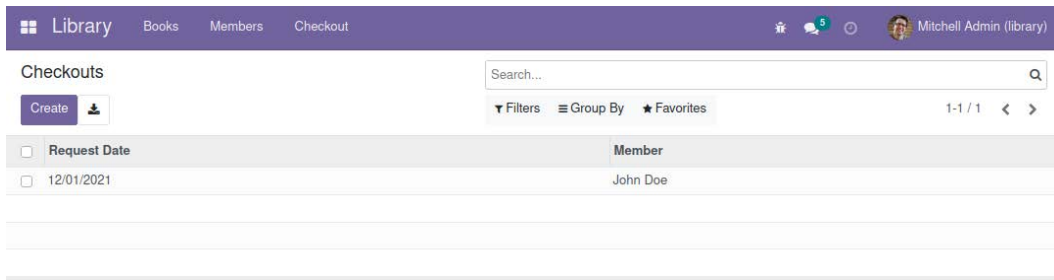 Library Books Members Checkout 5 Mitchell Admin (library)
Checkouts Search...
Create Filters Group By Favorites 1-1 / 1
Request Date Member
12/01/2021 John Doe